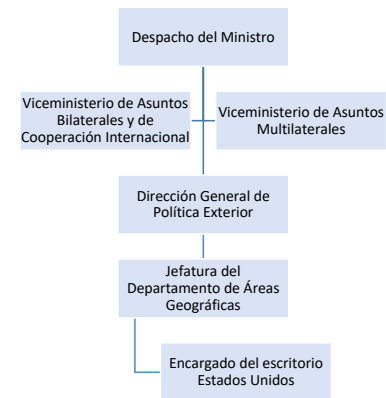 Despacho del Ministro
Viceministerio de Asuntos
Bilaterales y de
Cooperación Internacional
Viceministerio de Asuntos
Multilaterales
Dirección General de
Política Exterior
Jefatura del
Departamento de Áreas
Geográficas
Encargado del escritorio
Estados Unidos